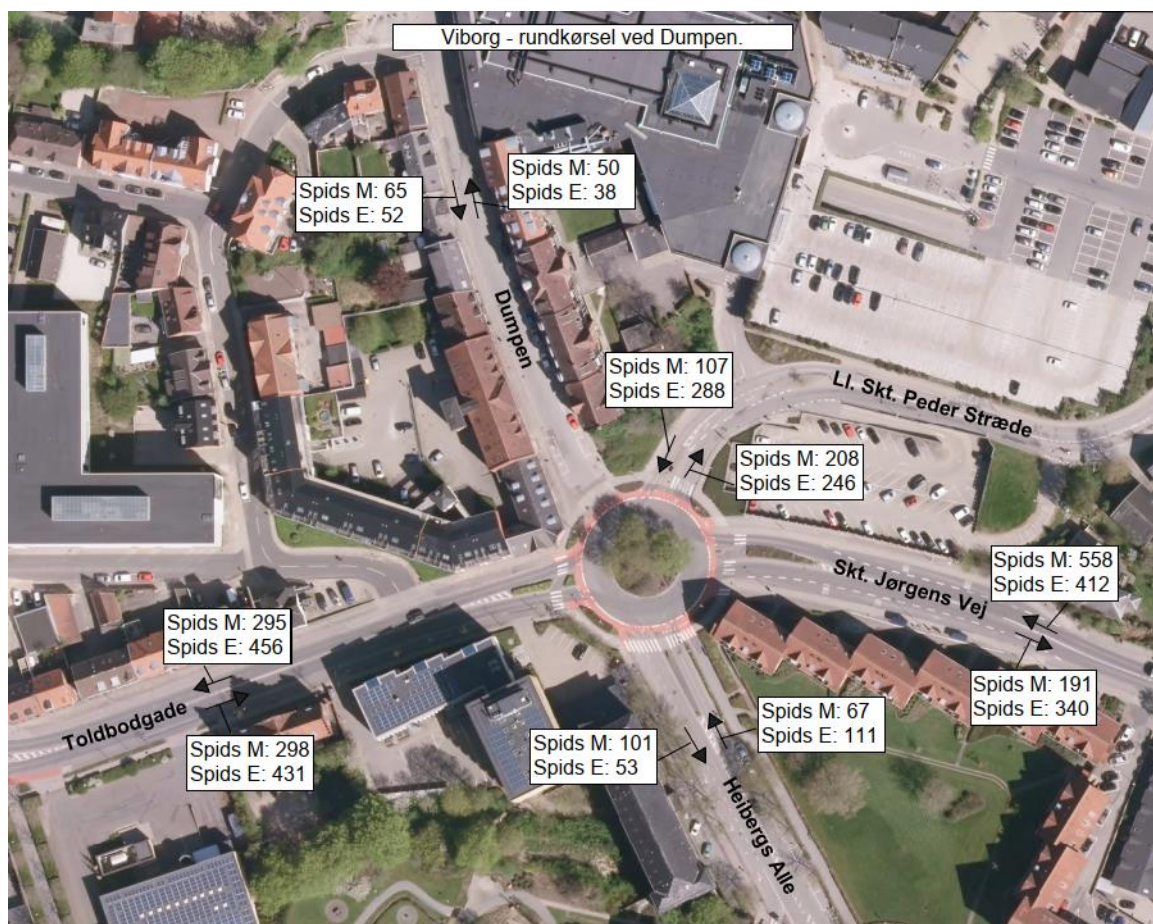 Viborg - rundkørsel ved Dumpen.
Spids M: 65
Spids E: 52
Spids M: 50
Spids E: 38
Dumpen
Spids M: 107
Spids E: 288
Ll. Skt. Peder Stræde
Spids M: 208
Spids E: 246
Skt. Jørgens Vej
Spids M: 558
Spids E: 412
Spids M: 191
Spids E: 340
Spids M: 295
Spids E: 456
Toldbodgade
Spids M: 298
Spids E: 431
Spids M: 101
Spids E: 53
Spids M: 67
Spids E: 111
Heibergs Alle